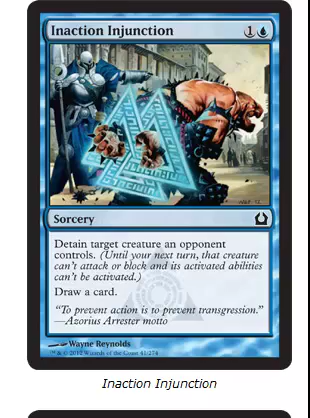 Inaction Injunction 1
Sorcery
Detain target creature an opponent
controls. (Until your next turn, that creature
can't attack or block and its activated abilities
can't be activated.)
Draw a card.
"To prevent action is to prevent transgression."
—Azorius Arrester motto
Wayne Reynolds
™ & © 2012 Wizards of the Coast 41/274
Inaction Injunction